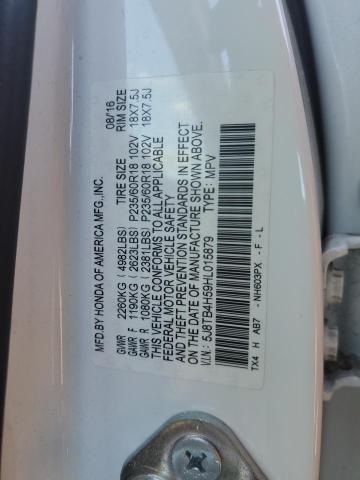 MFD.BY HONDA OF AMERICA MFG.,INC. 08/16
TIRE SIZE RIM SIZE
GVWR 2260KG (4982LBS)
GAWR F 1190KG (2623LBS) P235/60R18 102V 18X7.5J
GAWR R 1080KG (2381LBS) P235/60R18 102V 18X7.5J
THIS VEHICLE CONFORMS TO ALL APPLICABLE
FEDERAL MOTOR VEHICLE SAFETY
AND THEFT PREVENTION STANDARDS IN EFFECT
ON THE DATE OF MANUFACTURE SHOWN ABOVE.
V.I.N.: 5J8TB4H59HL015879 TYPE: MPV
TX4 H AB7 - NH603PX - F - L